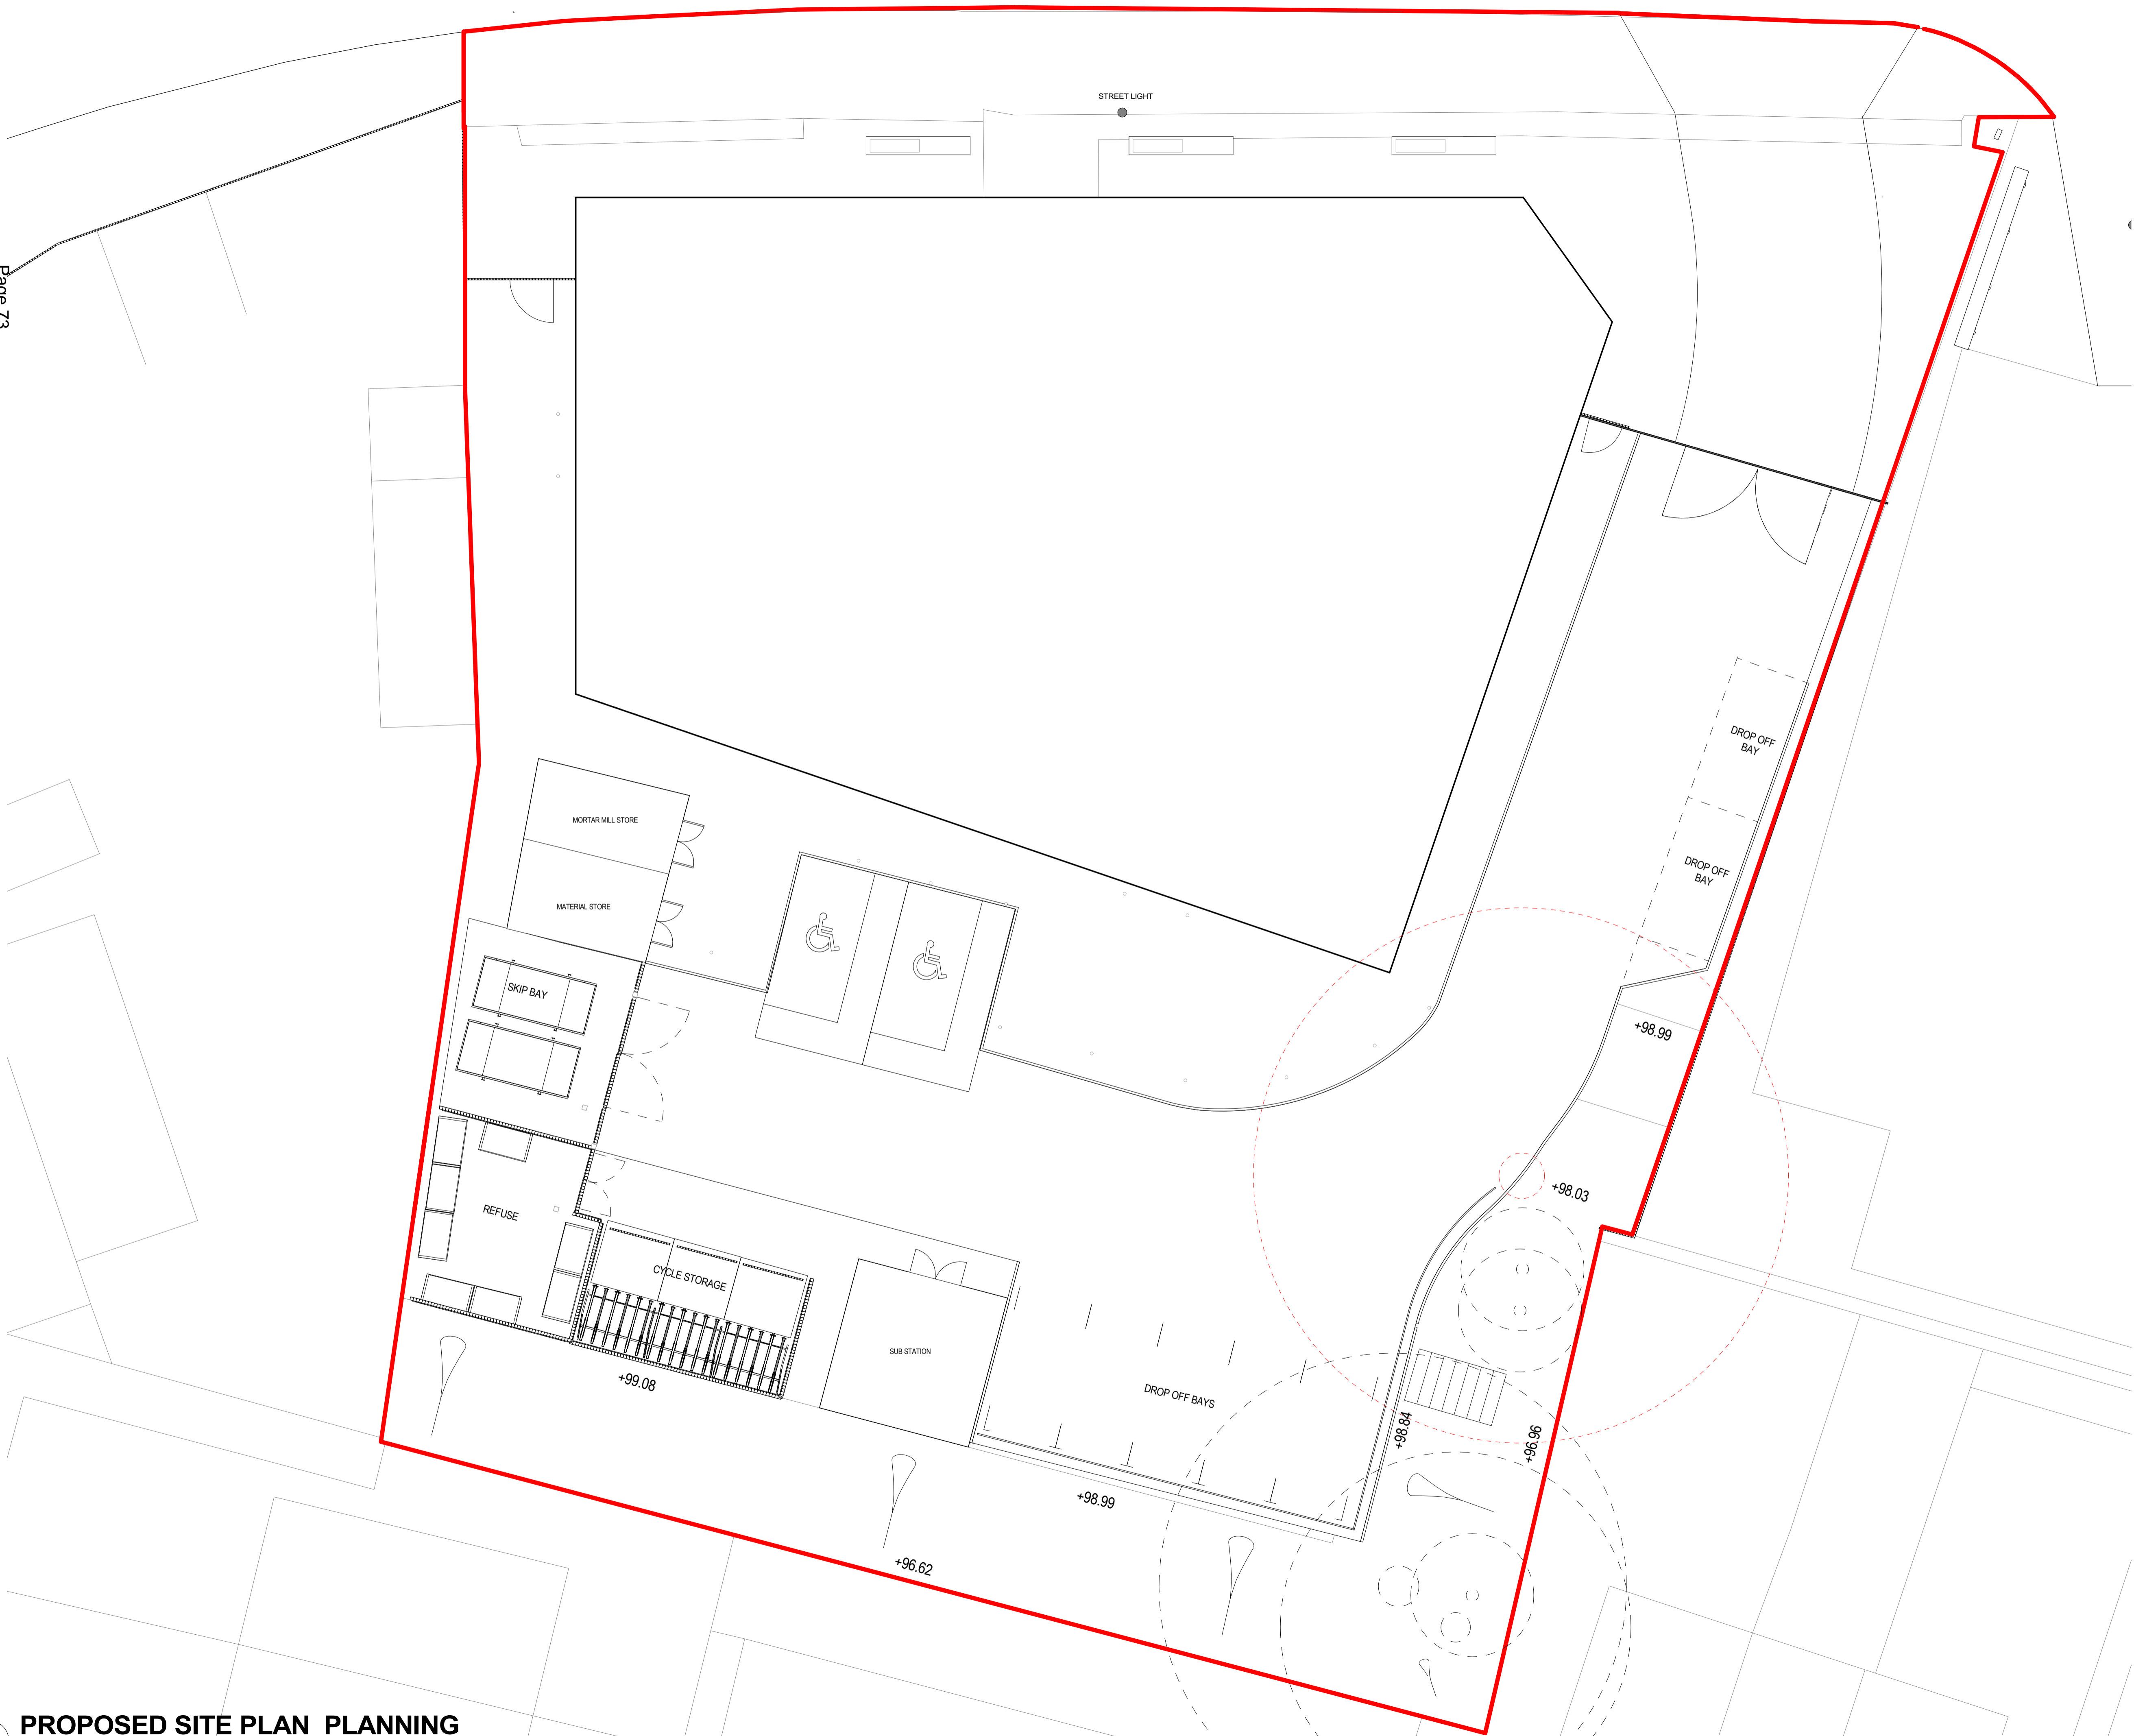 STREET LIGHT
Page 73
DROP OFF
BAY
MORTAR MILL STORE
DROP OFF
BAY
MATERIAL STORE
SKIP BAY
+98.99
+98.03
REFUSE
CYCLE STORAGE
SUB STATION
+99.08
DROP OFF BAYS
+98.84
+96.96
+98.99
+96.62
PROPOSED SITE PLAN PLANNING